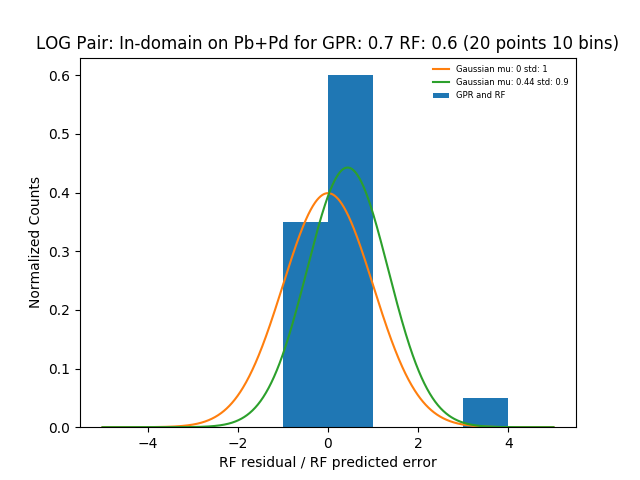 LOG Pair: In-domain on Pb+Pd for GPR: 0.7 RF: 0.6 (20 points 10 bins)
Gaussian mu: 0 std: 1
Gaussian mu: 0.44 std: 0.9
GPR and RF
Normalized Counts
0.6
0.5
0.4
0.3
0.2
0.1
0.0
−4 −2 0 2 4
RF residual / RF predicted error